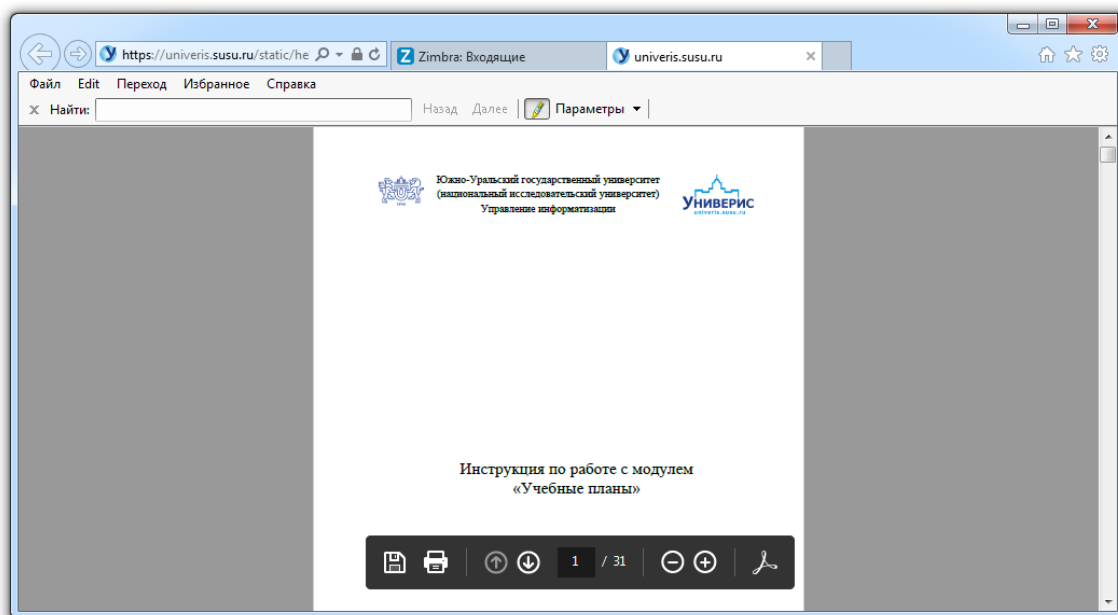 https://univeris.susu.ru/static/he
Zimbra: Входящие
univeris.susu.ru
Файл Edit Переход Избранное Справка
Найти:
Назад Далее Параметры
Южно-Уральский государственный университет
(национальный исследовательский университет)
Управление информатизации
УНИВЕРИС
univeris.susu.ru
Инструкция по работе с модулем
«Учебные планы»
1 / 31